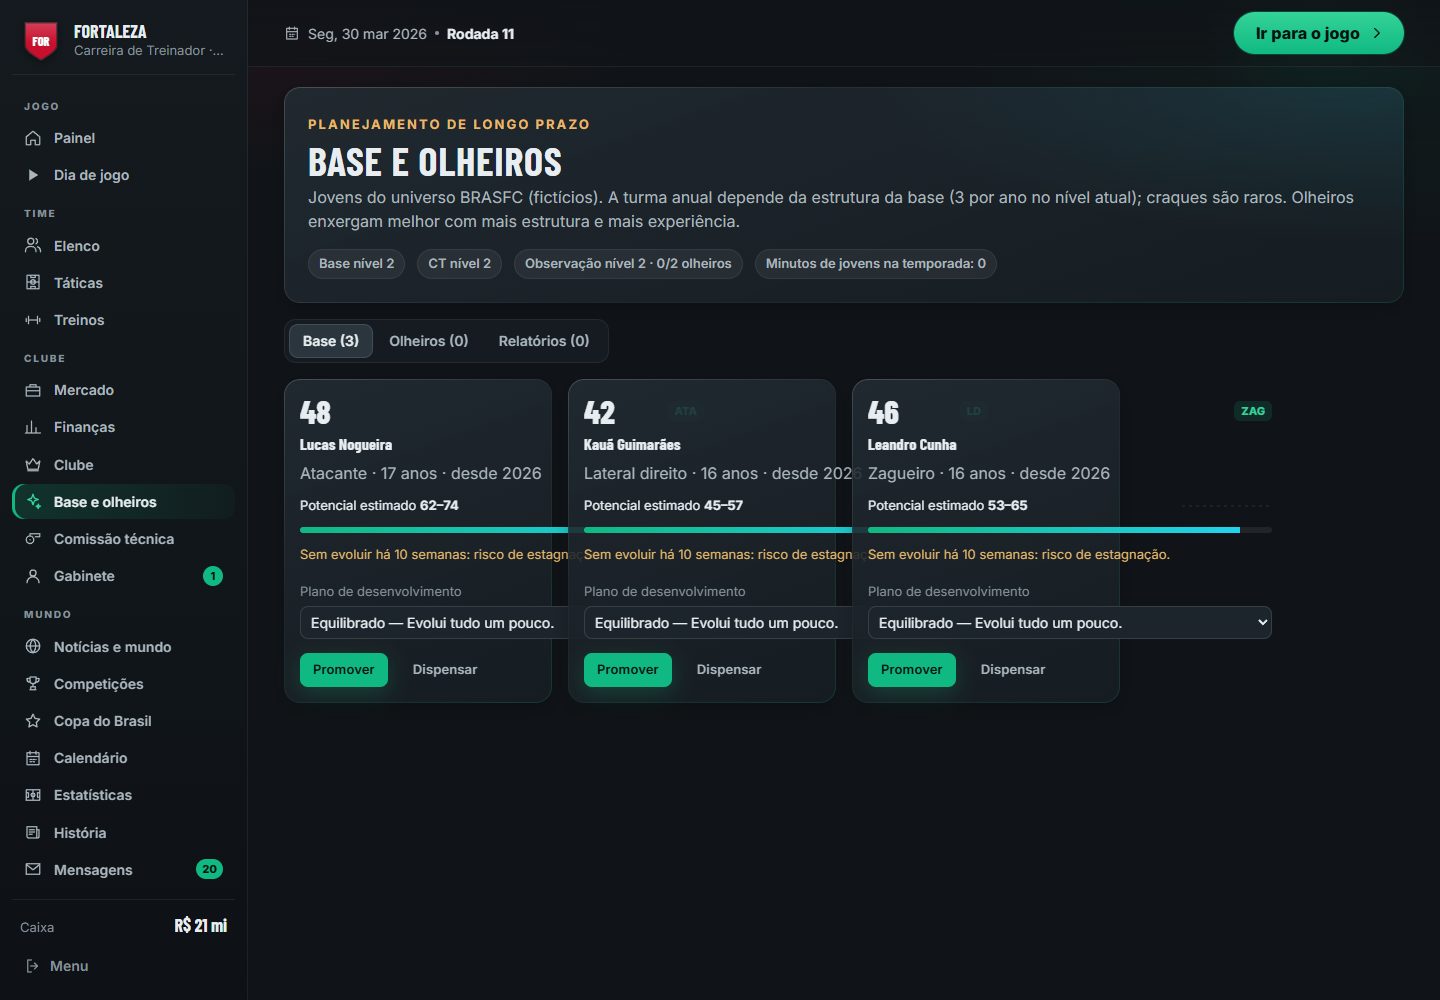 FOR
FORTALEZA
Carreira de Treinador ·...
JOGO
Painel
Dia de jogo
TIME
Elenco
Táticas
Treinos
CLUBE
Mercado
Finanças
Clube
Base e olheiros
Comissão técnica
Gabinete 1
MUNDO
Notícias e mundo
Competições
Copa do Brasil
Calendário
Estatísticas
História
Mensagens 20
Caixa R$ 21 mi
Menu
Seg, 30 mar 2026 • Rodada 11
Ir para o jogo
PLANEJAMENTO DE LONGO PRAZO
BASE E OLHEIROS
Jovens do universo BRASFC (fictícios). A turma anual depende da estrutura da base (3 por ano no nível atual); craques são raros. Olheiros
enxergam melhor com mais estrutura e mais experiência.
Base nível 2
CT nível 2
Observação nível 2 · 0/2 olheiros
Minutos de jovens na temporada: 0
Base (3)
Olheiros (0)
Relatórios (0)
48
ATA
Lucas Nogueira
Atacante · 17 anos · desde 2026
Potencial estimado 62–74
Sem evoluir há 10 semanas: risco de
Plano de desenvolvimento
Equilibrado — Evolui tudo um pouco.
Promover
Dispensar
42
LD
Kauã Guimarães
Lateral direito · 16 anos · desde 2026
Potencial estimado 45–57
Sem evoluir há 10 semanas: risco de
Plano de desenvolvimento
Equilibrado — Evolui tudo um pouco.
Promover
Dispensar
46
ZAG
Leandro Cunha
Zagueiro · 16 anos · desde 2026
Potencial estimado 53–65
Sem evoluir há 10 semanas: risco de estagnação.
Plano de desenvolvimento
Equilibrado — Evolui tudo um pouco.
Promover
Dispensar